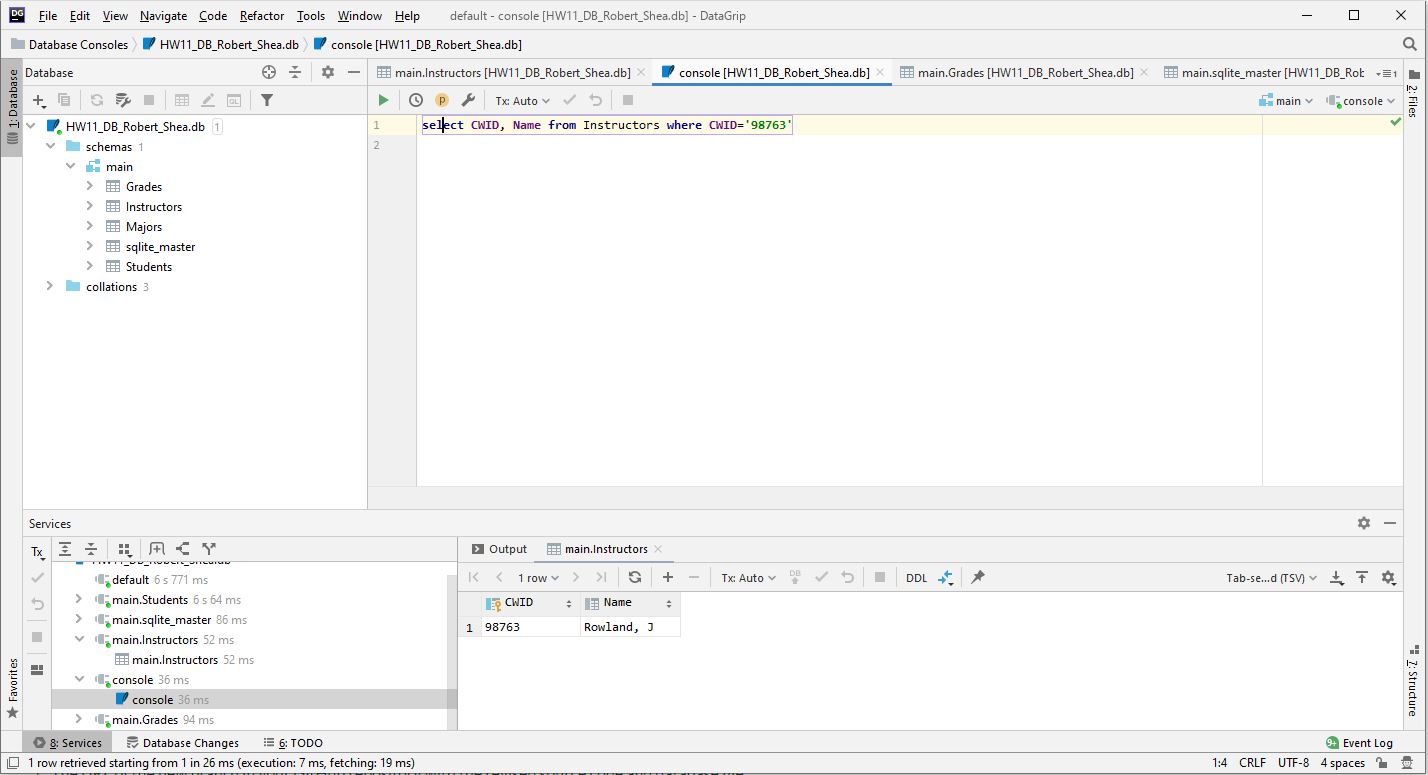 DG File Edit View Navigate Code Refactor Tools Window Help default - console [HW11_DB_Robert_Shea.db] - DataGrip
Database Consoles HW11_DB_Robert_Shea.db console [HW11_DB_Robert_Shea.db]
Database main.Instructors [HW11_DB_Robert_Shea.db] console [HW11_DB_Robert_Shea.db] main.Grades [HW11_DB_Robert_Shea.db] main.sqlite_master [HW11_DB_Rot
1: Database
2: Files
QL p Tx: Auto main console
HW11_DB_Robert_Shea.db 1
1 select CWID, Name from Instructors where CWID='98763'
2
schemas 1
main
Grades
Instructors
Majors
sqlite_master
Students
collations 3
Services
Tx Output main.Instructors
HW11_DB_Robert_Shea.db
default 6 s 771 ms
main.Students 6 s 64 ms
main.sqlite_master 86 ms
main.Instructors 52 ms
main.Instructors 52 ms
console 36 ms
console 36 ms
main.Grades 94 ms
1 row Tx: Auto DB DDL Tab-se...d (TSV)
CWID Name
1 98763 Rowland, J
Favorites
7: Structure
8: Services Database Changes 6: TODO 9+ Event Log
1 row retrieved starting from 1 in 26 ms (execution: 7 ms, fetching: 19 ms) 1:4 CRLF UTF-8 4 spaces